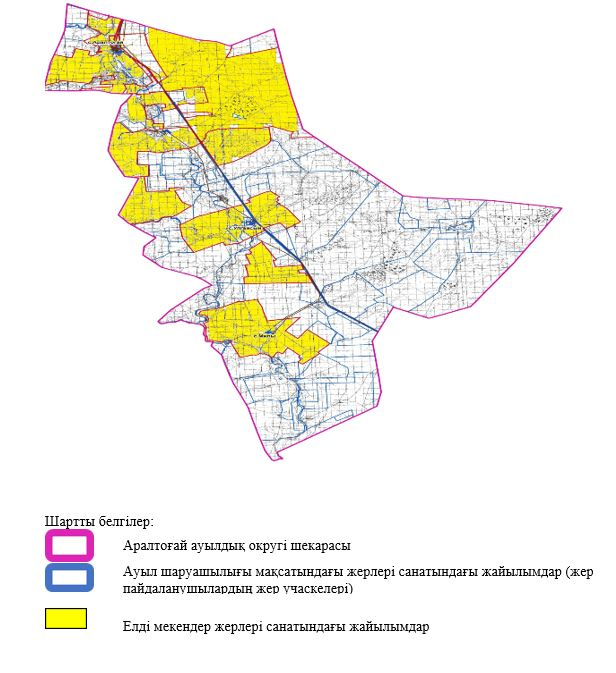 Шартты белгілер:
Аралтоғай ауылдық округі шекарасы
Ауыл шаруашылығы мақсатындағы жерлері санатындағы жайылымдар (жер
пайдаланушылардың жер учаскелері)
Елді мекендер жерлері санатындағы жайылымдар